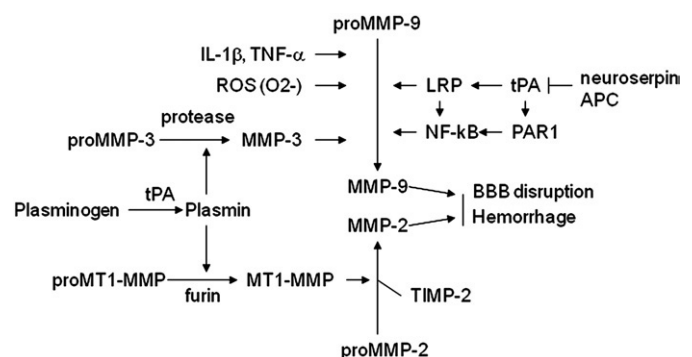 proMMP-9
IL-1β, TNF-α
ROS (O2-)
LRP
tPA
neuroserpin
APC
protease
proMMP-3
MMP-3
NF-kB
PAR1
MMP-9
BBB disruption
tPA
Plasminogen
Plasmin
MMP-2
Hemorrhage
proMT1-MMP
furin
MT1-MMP
TIMP-2
proMMP-2